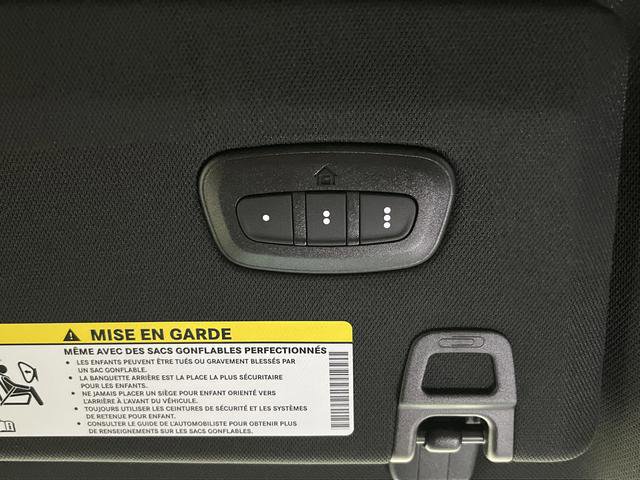 MISE EN GARDE
MÊME AVEC DES SACS GONFLABLES PERFECTIONNÉS
• LES ENFANTS PEUVENT ÊTRE TUÉS OU GRAVEMENT BLESSÉS PAR
UN SAC GONFLABLE.
• LA BANQUETTE ARRIÈRE EST LA PLACE LA PLUS SÉCURITAIRE
POUR LES ENFANTS.
• NE JAMAIS PLACER UN SIÈGE POUR ENFANT ORIENTÉ VERS
L'ARRIÈRE À L'AVANT DU VÉHICULE.
• TOUJOURS UTILISER LES CEINTURES DE SÉCURITÉ ET LES SYSTÈMES
DE RETENUE POUR ENFANT.
• CONSULTER LE GUIDE DE L'AUTOMOBILISTE POUR OBTENIR PLUS
DE RENSEIGNEMENTS SUR LES SACS GONFLABLES.